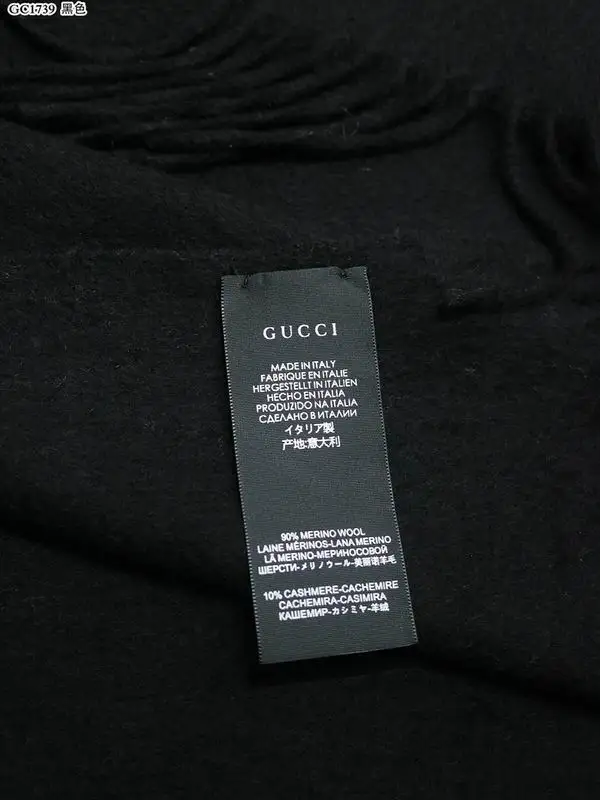 GC1739 黑色
GUCCI
MADE IN ITALY
FABRIQUE EN ITALIE
HERGESTELLT IN ITALIEN
HECHO EN ITALIA
PRODUZIDO NA ITALIA
СДЕЛАНО В ИТАЛИИ
イタリア製
产地:意大利
90% MERINO WOOL
LAINE MÉRINOS-LANA MERINO
LÃ MERINO-МЕРИНОСОВОЙ
ШЕРСТИ-メリノウール-美丽诺羊毛
10% CASHMERE-CACHEMIRE
CACHEMIRA-CASIMIRA
КАШЕМИР-カシミヤ-羊绒